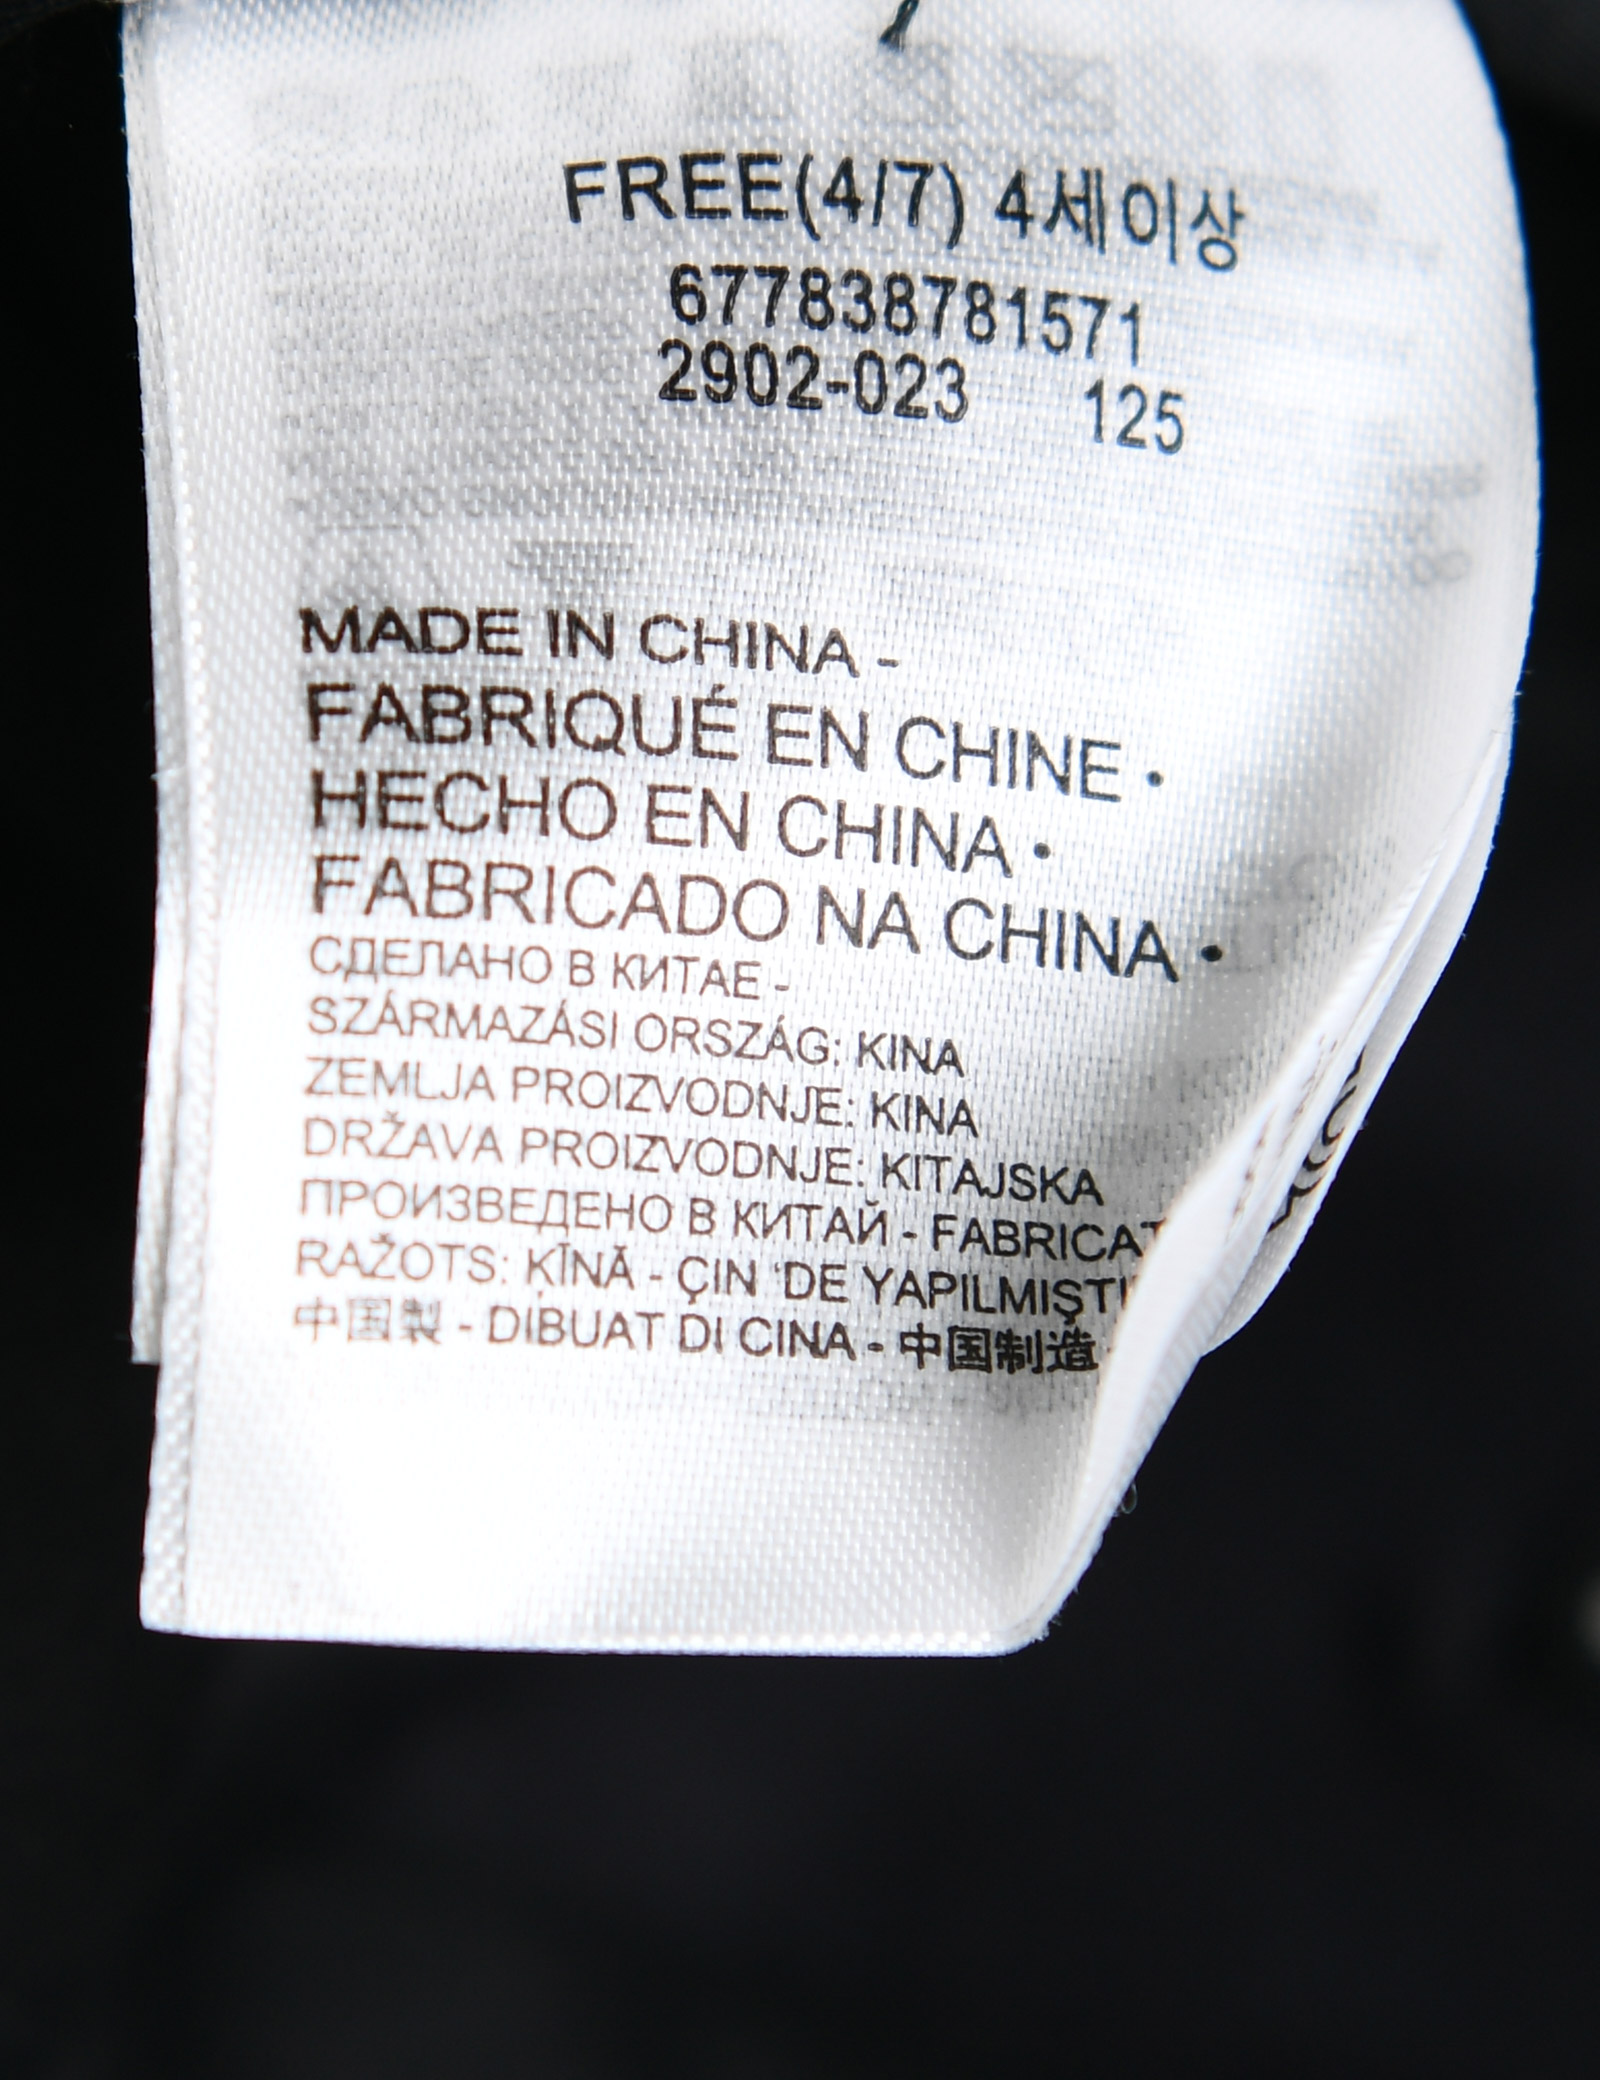 FREE(4/7) 4세이상
677838781571
2902-023 125
MADE IN CHINA -
FABRIQUÉ EN CHINE •
HECHO EN CHINA •
FABRICADO NA CHINA •
СДЕЛАНО В КИТАЕ -
SZÁRMAZÁSI ORSZÁG: KINA
ZEMLJA PROIZVODNJE: KINA
DRŽAVA PROIZVODNJE: KITAJSKA
ПРОИЗВЕДЕНО В КИТАЙ - FABRICAT
RAŽOTS: ĶĪNĀ - ÇIN 'DE YAPILMIŞTI
中国製 - DIBUAT DI CINA - 中国制造